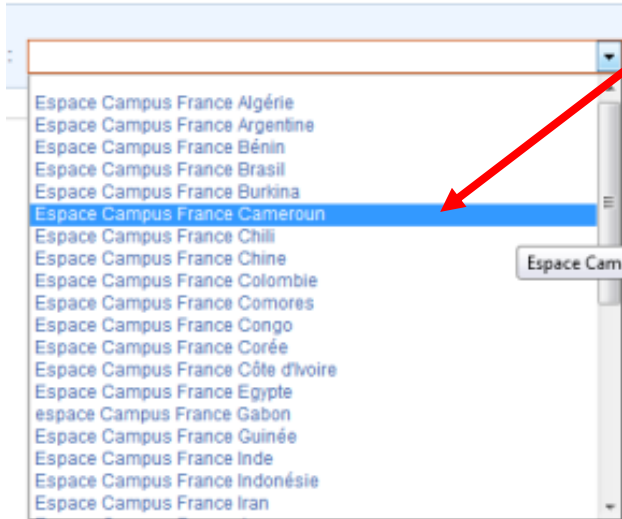 :
Espace Campus France Algérie
Espace Campus France Argentine
Espace Campus France Bénin
Espace Campus France Brasil
Espace Campus France Burkina
Espace Campus France Cameroun
Espace Campus France Chili
Espace Campus France Chine
Espace Cam
Espace Campus France Colombie
Espace Campus France Comores
Espace Campus France Congo
Espace Campus France Corée
Espace Campus France Côte d'Ivoire
Espace Campus France Egypte
espace Campus France Gabon
Espace Campus France Guinée
Espace Campus France Inde
Espace Campus France Indonésie
Espace Campus France Iran